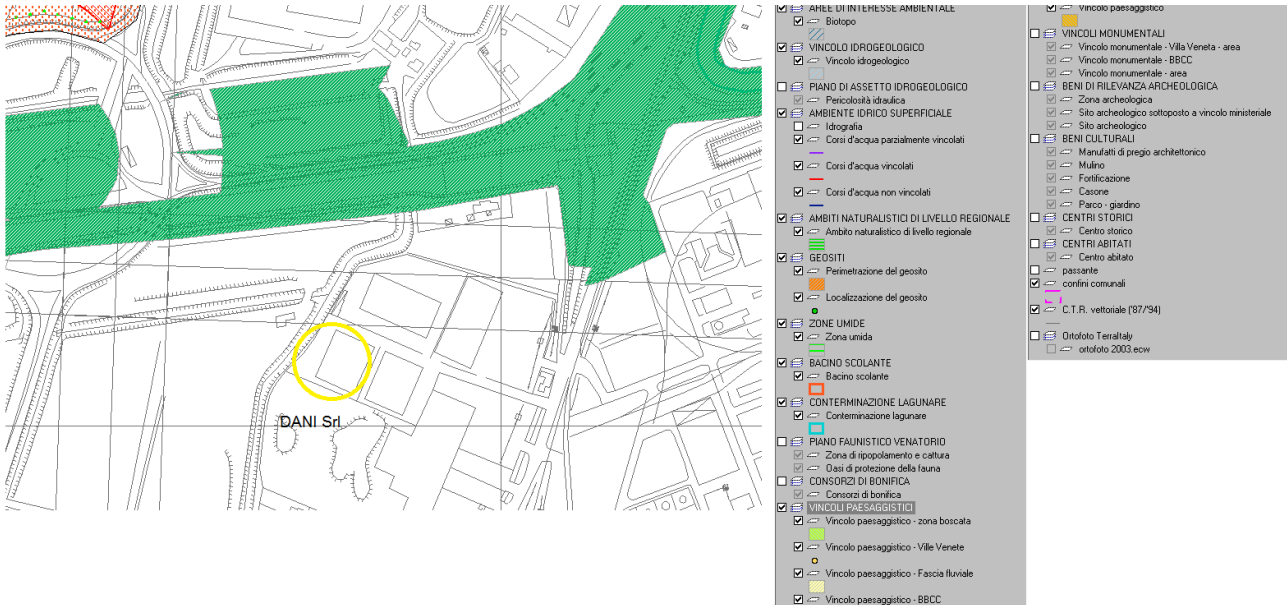 DANI Srl
AREE DI INTERESSE AMBIENTALE
Biotopo
VINCOLO IDROGEOLOGICO
Vincolo idrogeologico
PIANO DI ASSETTO IDROGEOLOGICO
Pericolosità idraulica
AMBIENTE IDRICO SUPERFICIALE
Idrografia
Corsi d'acqua parzialmente vincolati
Corsi d'acqua vincolati
Corsi d'acqua non vincolati
AMBITI NATURALISTICI DI LIVELLO REGIONALE
Ambito naturalistico di livello regionale
GEOSITI
Perimetrazione del geosito
Localizzazione del geosito
ZONE UMIDE
Zona umida
BACINO SCOLANTE
Bacino scolante
CONTERMINAZIONE LAGUNARE
Conterminazione lagunare
PIANO FAUNISTICO VENATORIO
Zona di ripopolamento e cattura
Oasi di protezione della fauna
CONSORZI DI BONIFICA
Consorzi di bonifica
VINCOLI PAESAGGISTICI
Vincolo paesaggistico - zona boscata
Vincolo paesaggistico - Ville Venete
Vincolo paesaggistico - Fascia fluviale
Vincolo paesaggistico - BBCC
Vincolo paesaggistico
VINCOLI MONUMENTALI
Vincolo monumentale - Villa Veneta - area
Vincolo monumentale - BBCC
Vincolo monumentale - area
BENI DI RILEVANZA ARCHEOLOGICA
Zona archeologica
Sito archeologico sottoposto a vincolo ministeriale
Sito archeologico
BENI CULTURALI
Manufatti di pregio architettonico
Mulino
Fortificazione
Casone
Parco - giardino
CENTRI STORICI
Centro storico
CENTRI ABITATI
Centro abitato
passante
confini comunali
C.T.R. vettoriale ('87/'94)
Ortofoto TerraItaly
ortofoto 2003.ecw